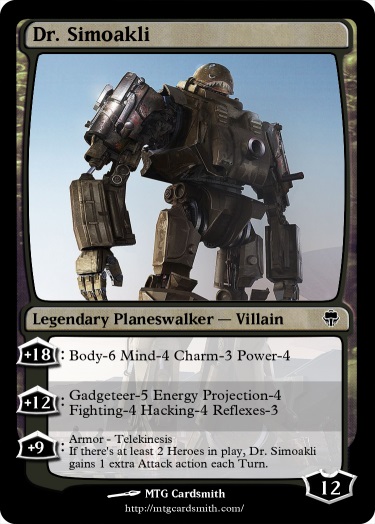 Dr. Simoakli
Legendary Planeswalker — Villain
+18: Body-6 Mind-4 Charm-3 Power-4
+12: Gadgeteer-5 Energy Projection-4
Fighting-4 Hacking-4 Reflexes-3
+9: Armor - Telekinesis
If there's at least 2 Heroes in play, Dr. Simoakli
gains 1 extra Attack action each Turn.
12
MTG Cardsmith
http://mtgcardsmith.com/